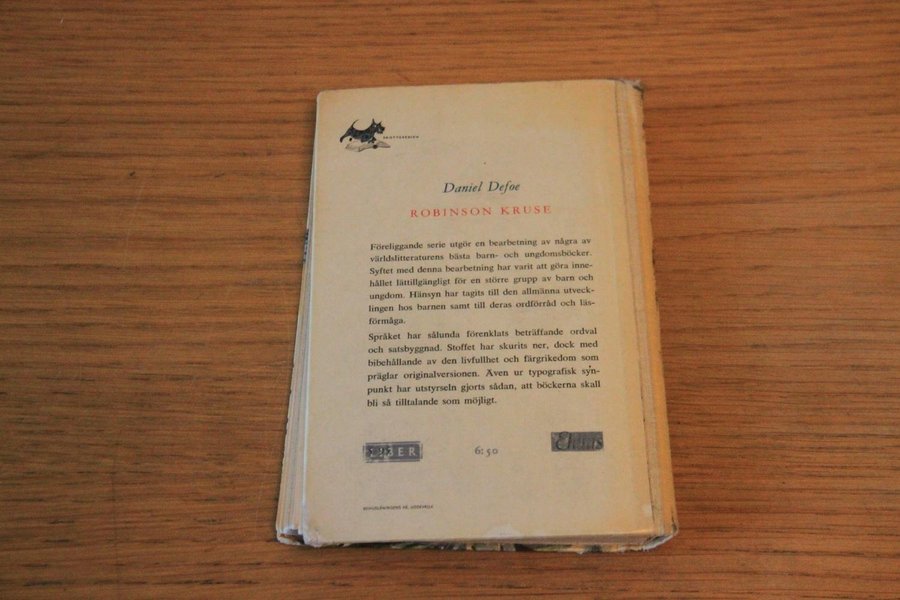 SKOTTSERIEN
Daniel Defoe
ROBINSON KRUSE
Föreliggande serie utgör en bearbetning av några av
världslitteraturens bästa barn- och ungdomsböcker.
Syftet med denna bearbetning har varit att göra inne-
hållet lättillgängligt för en större grupp av barn och
ungdom. Hänsyn har tagits till den allmänna utveck-
lingen hos barnen samt till deras ordförråd och läs-
förmåga.
Språket har sålunda förenklats beträffande ordval
och satsbyggnad. Stoffet har skurits ner, dock med
bibehållande av den livfullhet och färgrikedom som
präglar originalversionen. Även ur typografisk syn-
punkt har utstyrseln gjorts sådan, att böckerna skall
bli så tilltalande som möjligt.
6:50
BOHUSLÄNINGENS AB, UDDEVALLA